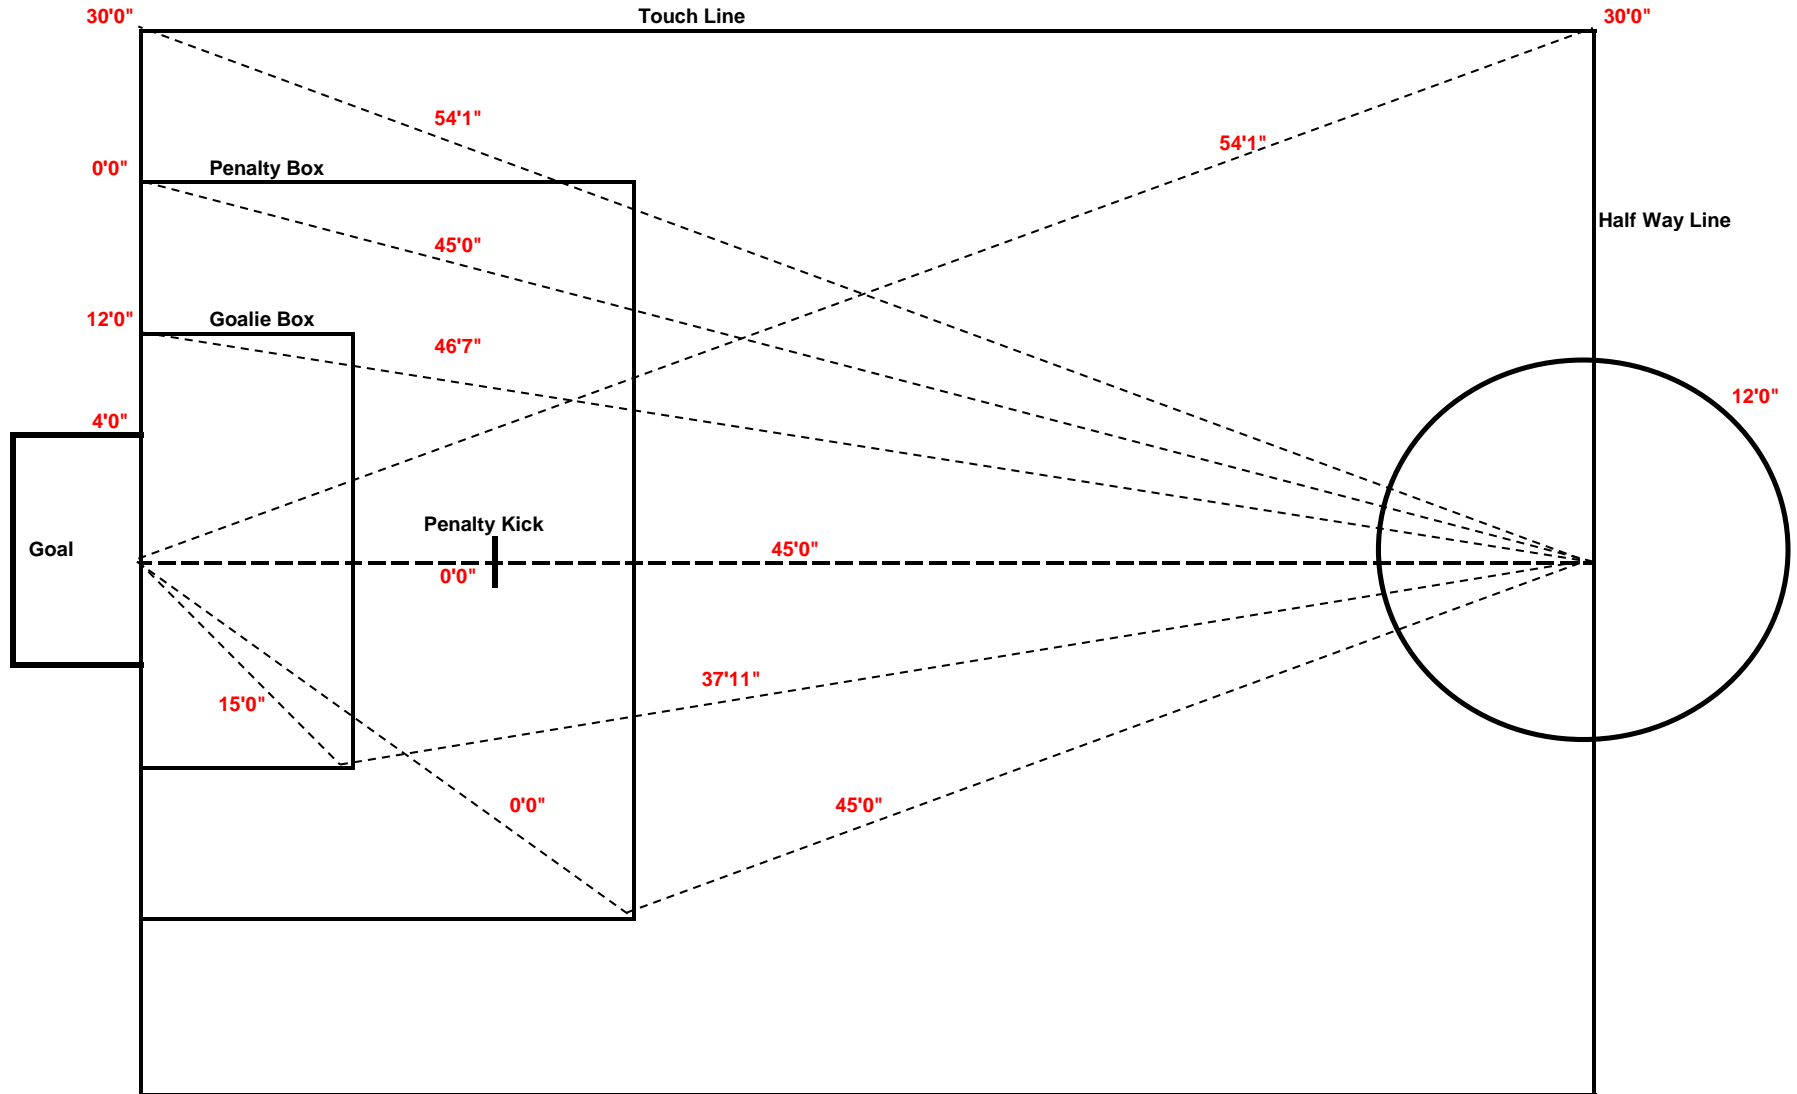 30'0" Touch Line 30'0"
54'1"
54'1"
0'0" Penalty Box
Half Way Line
45'0"
12'0" Goalie Box
46'7"
12'0"
4'0"
Penalty Kick
Goal
45'0"
0'0"
37'11"
15'0"
0'0"
45'0"